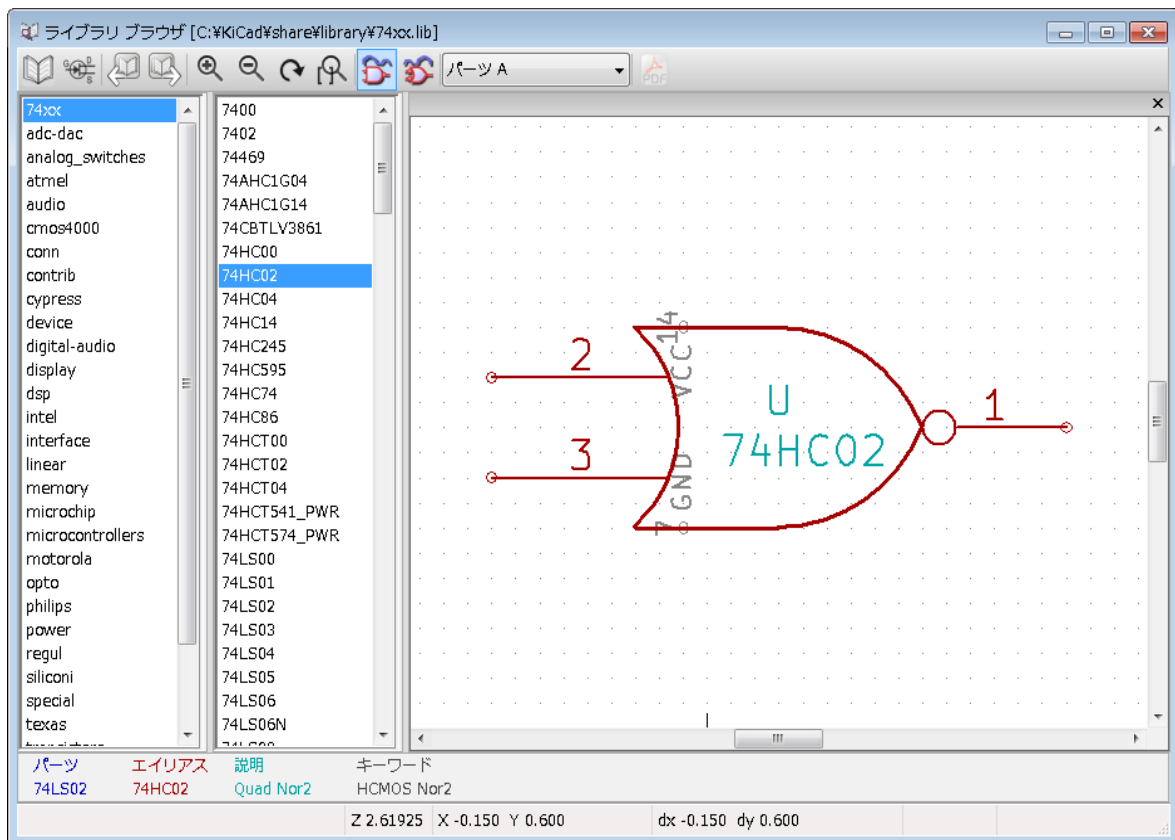 ライブラリ ブラウザ [C:¥KiCad¥share¥library¥74xx.lib]
パーツ A
PDF
74xx
adc-dac
analog_switches
atmel
audio
cmos4000
conn
contrib
cypress
device
digital-audio
display
dsp
intel
interface
linear
memory
microchip
microcontrollers
motorola
opto
philips
power
regul
siliconi
special
texas
7400
7402
74469
74AHC1G04
74AHC1G14
74CBTLV3861
74HC00
74HC02
74HC04
74HC14
74HC245
74HC595
74HC74
74HC86
74HCT00
74HCT02
74HCT04
74HCT541_PWR
74HCT574_PWR
74LS00
74LS01
74LS02
74LS03
74LS04
74LS05
74LS06
74LS06N
14
VCC
2
3
U
74HC02
1
GND
7
パーツ エイリアス 説明 キーワード
74LS02 74HC02 Quad Nor2 HCMOS Nor2
Z 2.61925 X -0.150 Y 0.600 dx -0.150 dy 0.600